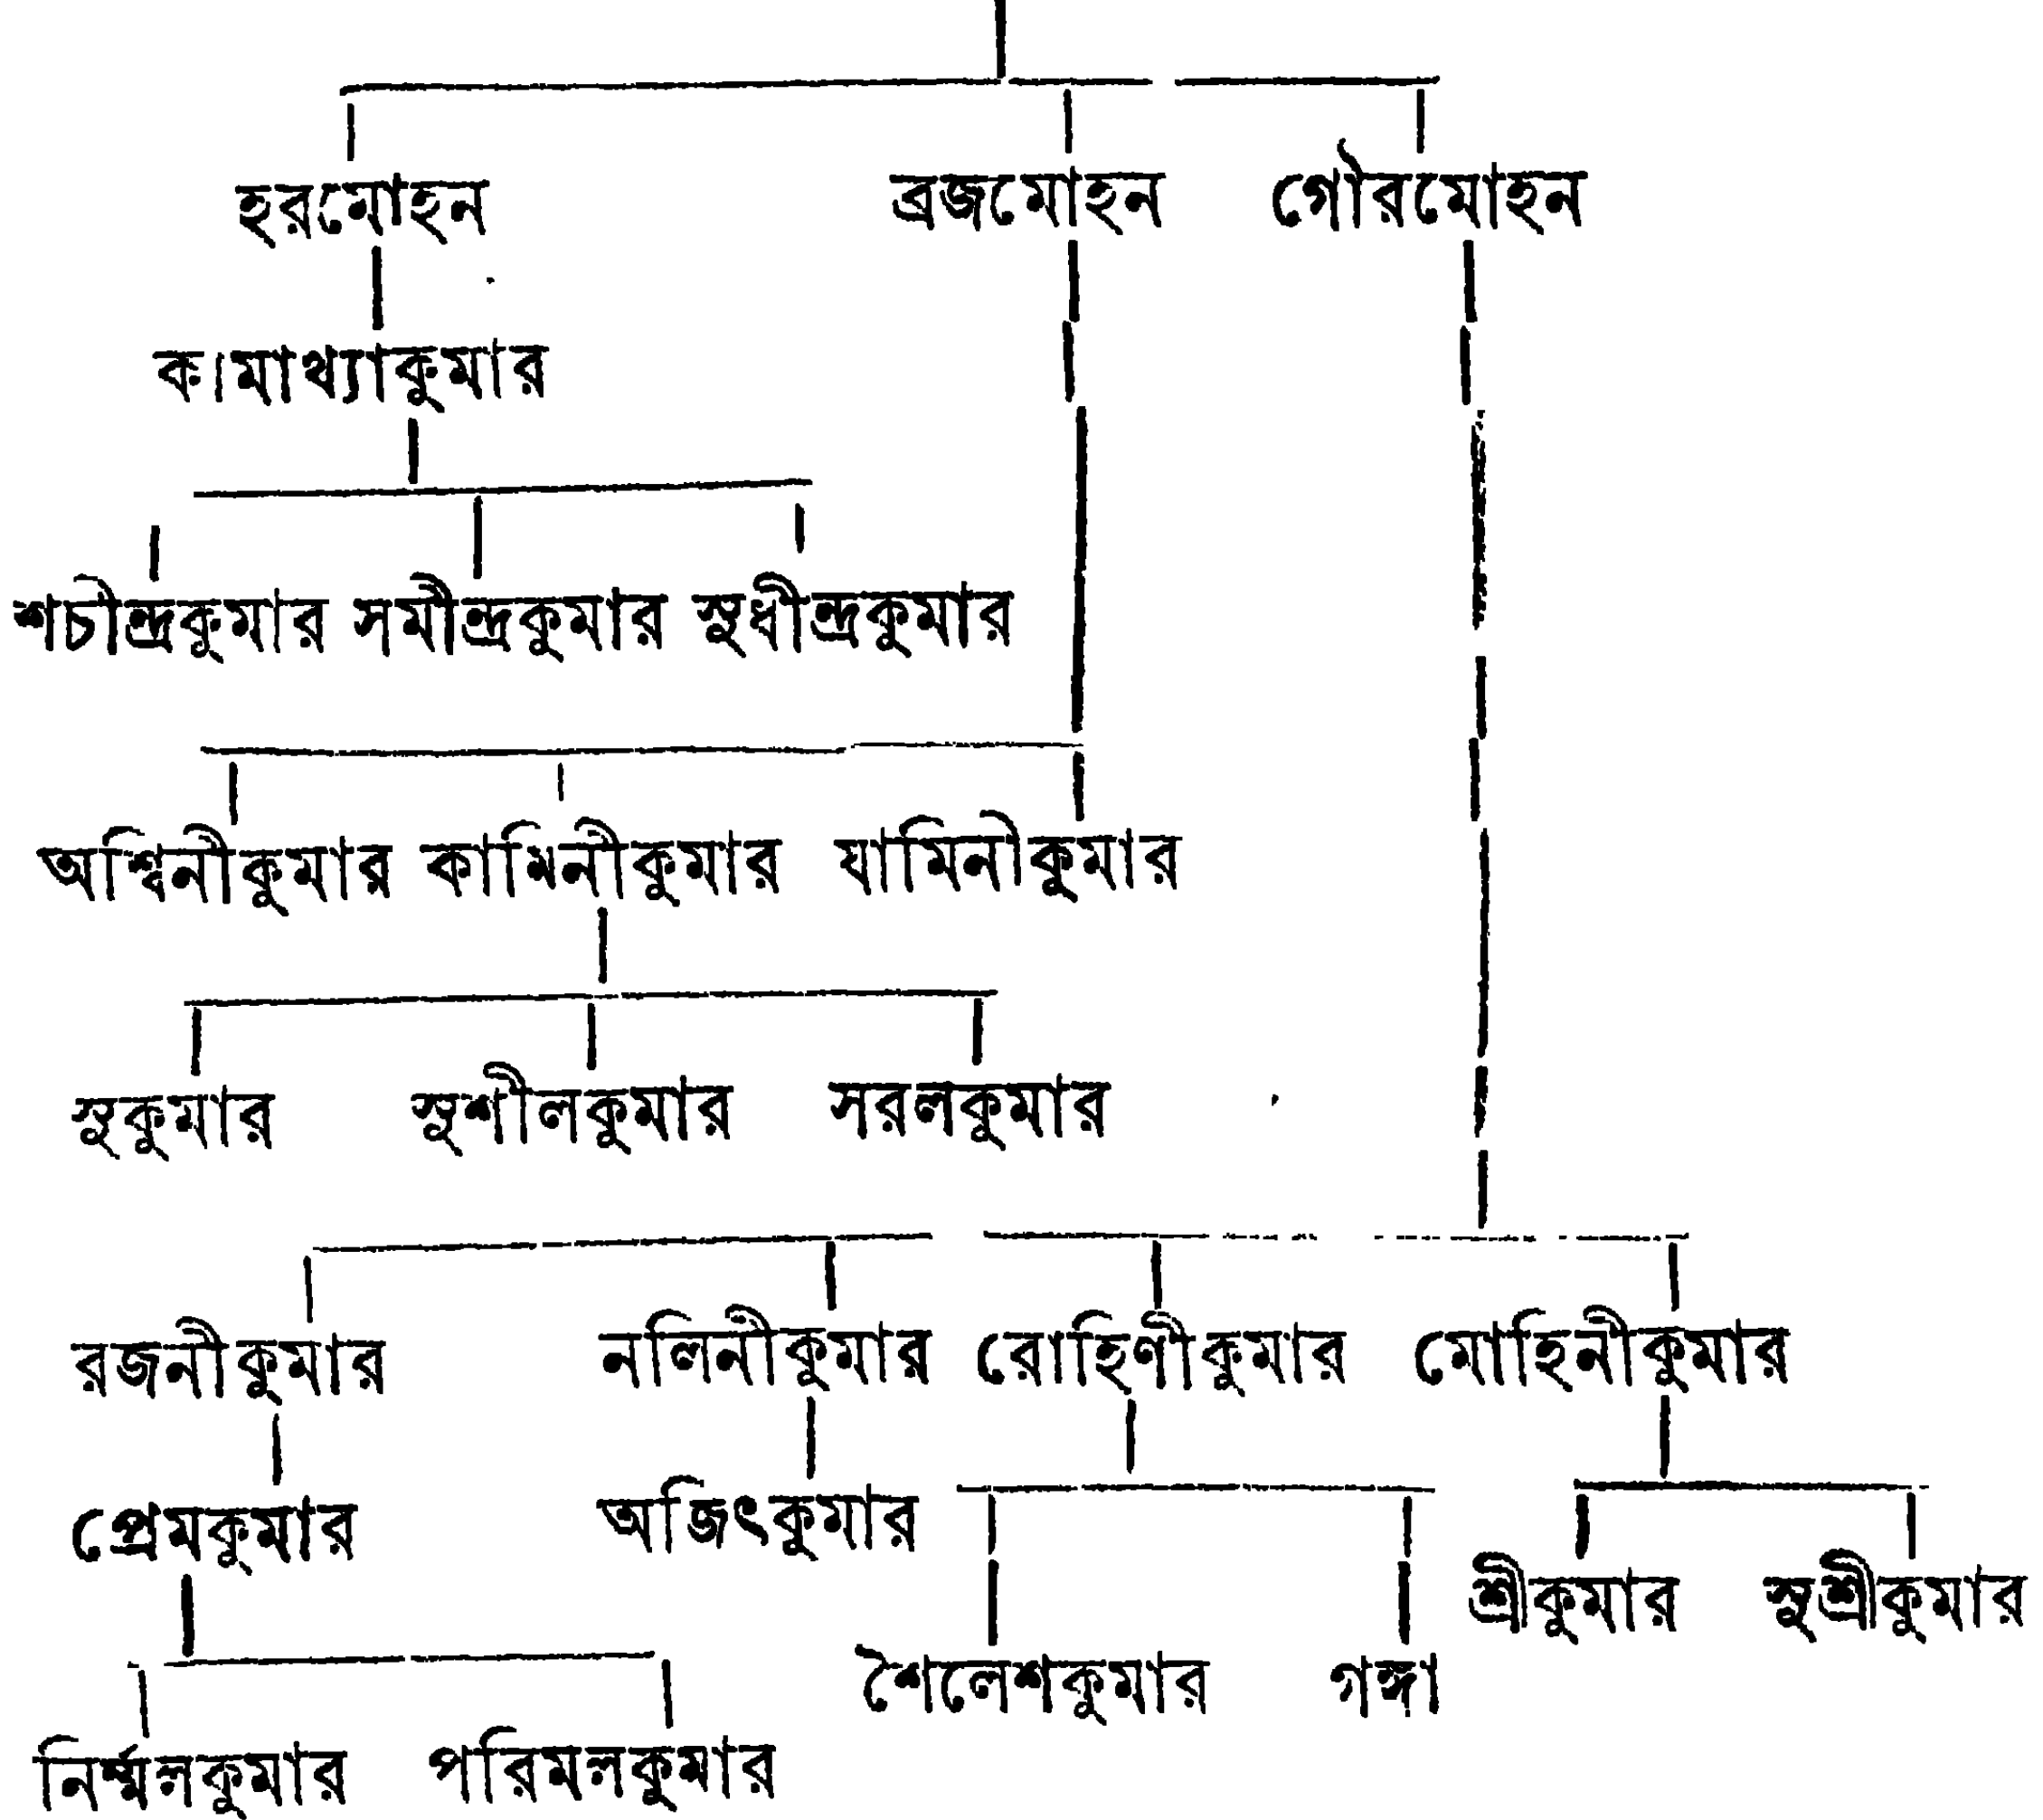 হরমোহন ব্রজমোহন গৌরমোহন
কামাখ্যাকুমার
শচীন্দ্রকুমার সমীন্দ্রকুমার সুধীন্দ্রকুমার
অশ্বিনীকুমার কামিনীকুমার যামিনীকুমার
সুকুমার সুশীলকুমার সরলকুমার
রজনীকুমার নলিনীকুমার রোহিণীকুমার মোহিনীকুমার
প্রেমকুমার অজিৎকুমার
শ্রীকুমার সুশ্রীকুমার
শৈলেশকুমার গঙ্গা
নির্ম্মলকুমার পরিমলকুমার